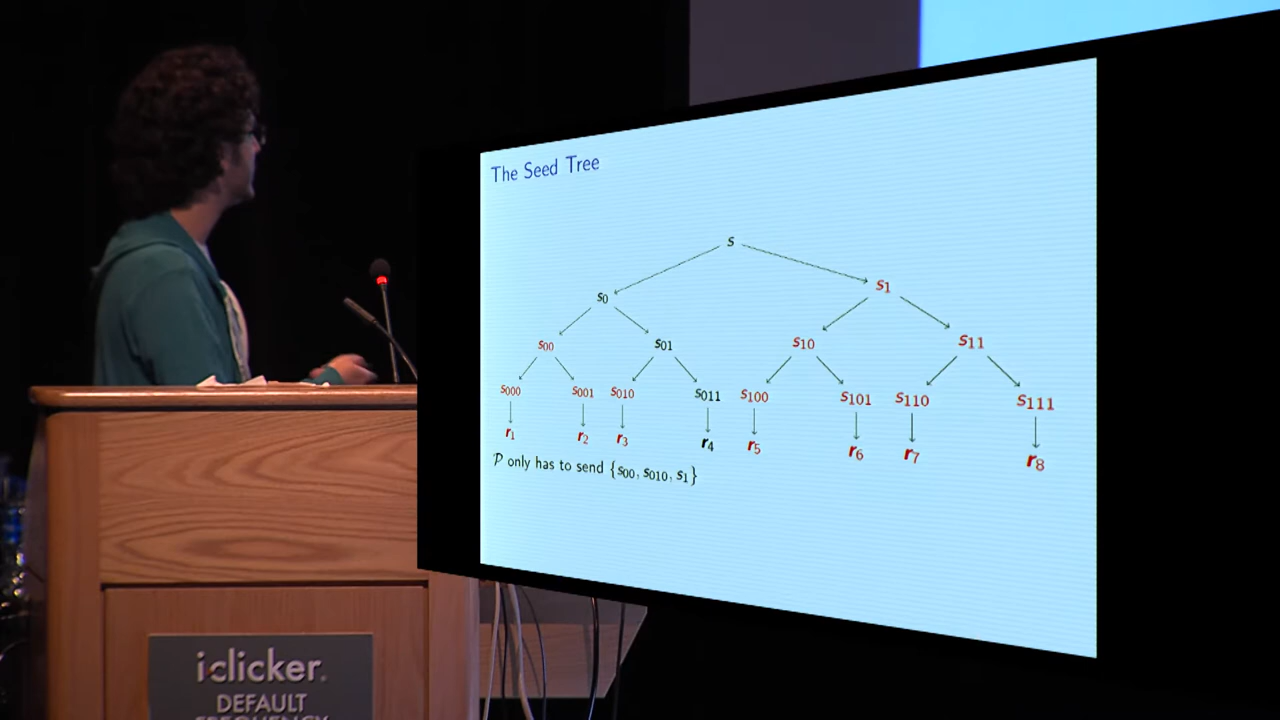 The Seed Tree
s
s0 s1
s00 s01 s10 s11
s000 s001 s010 s011 s100 s101 s110 s111
r1 r2 r3 r4 r5 r6 r7 r8
P only has to send {s00, s010, s1}
iclicker.
DEFAULT
FREQUENCY